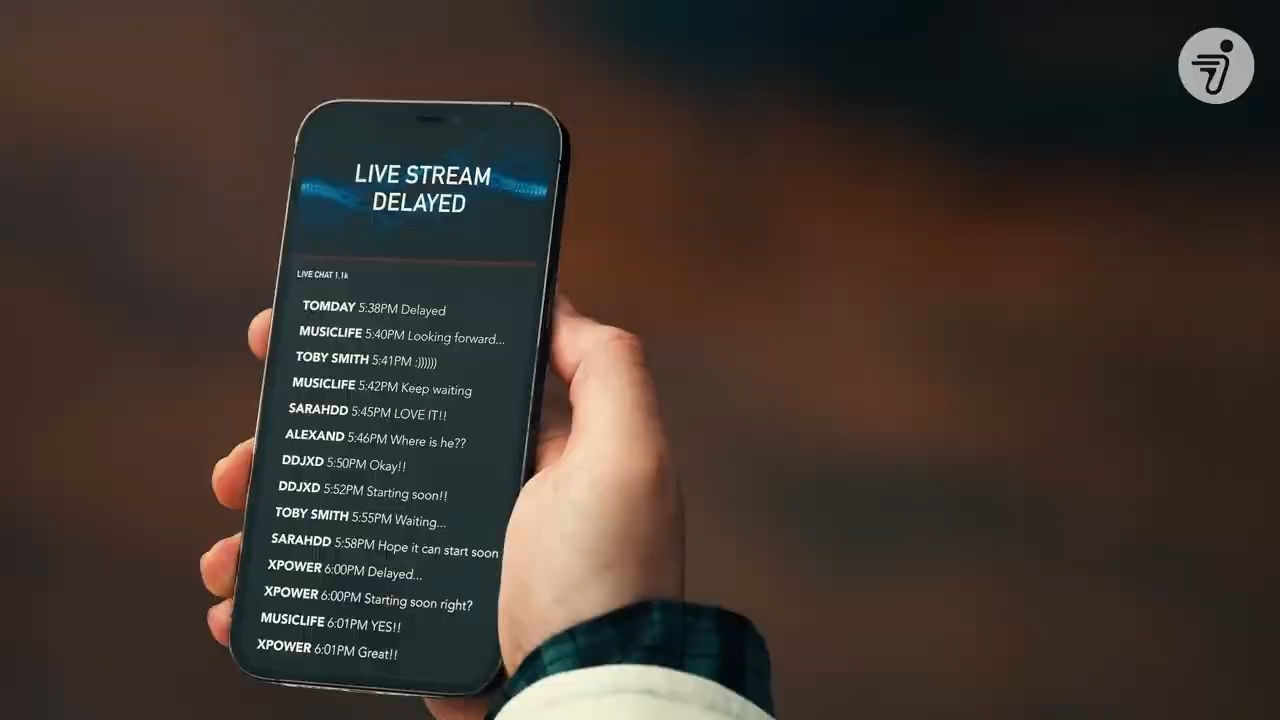 LIVE STREAM
DELAYED
LIVE CHAT 1.1k
TOMDAY 5:38PM Delayed
MUSICLIFE 5:40PM Looking forward...
TOBY SMITH 5:41PM :))))))
MUSICLIFE 5:42PM Keep waiting
SARAHDD 5:45PM LOVE IT!!
ALEXAND 5:46PM Where is he??
DDJXD 5:50PM Okay!!
DDJXD 5:52PM Starting soon!!
TOBY SMITH 5:55PM Waiting...
SARAHDD 5:58PM Hope it can start soon
XPOWER 6:00PM Delayed...
XPOWER 6:00PM Starting soon right?
MUSICLIFE 6:01PM YES!!
XPOWER 6:01PM Great!!